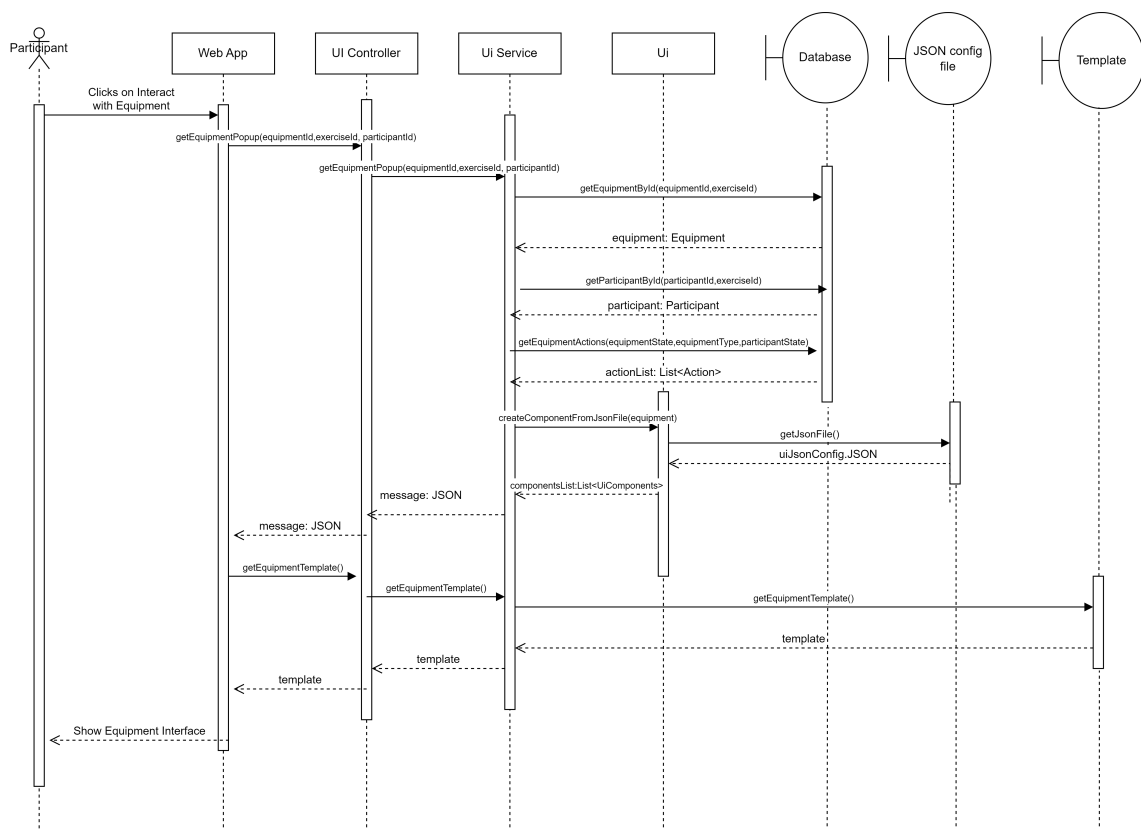 Participant
Web App
UI Controller
Ui Service
Ui
Database
JSON config
file
Template
Clicks on Interact
with Equipment
getEquipmentPopup(equipmentId,exerciseId, participantId)
getEquipmentPopup(equipmentId,exerciseId, participantId)
getEquipmentById(equipmentId,exerciseId)
equipment: Equipment
getParticipantById(participantId,exerciseId)
participant: Participant
getEquipmentActions(equipmentState,equipmentType,participantState)
actionList: List<Action>
createComponentFromJsonFile(equipment)
getJsonFile()
uiJsonConfig.JSON
componentsList:List<UiComponents>
message: JSON
message: JSON
getEquipmentTemplate()
getEquipmentTemplate()
getEquipmentTemplate()
template
template
template
Show Equipment Interface